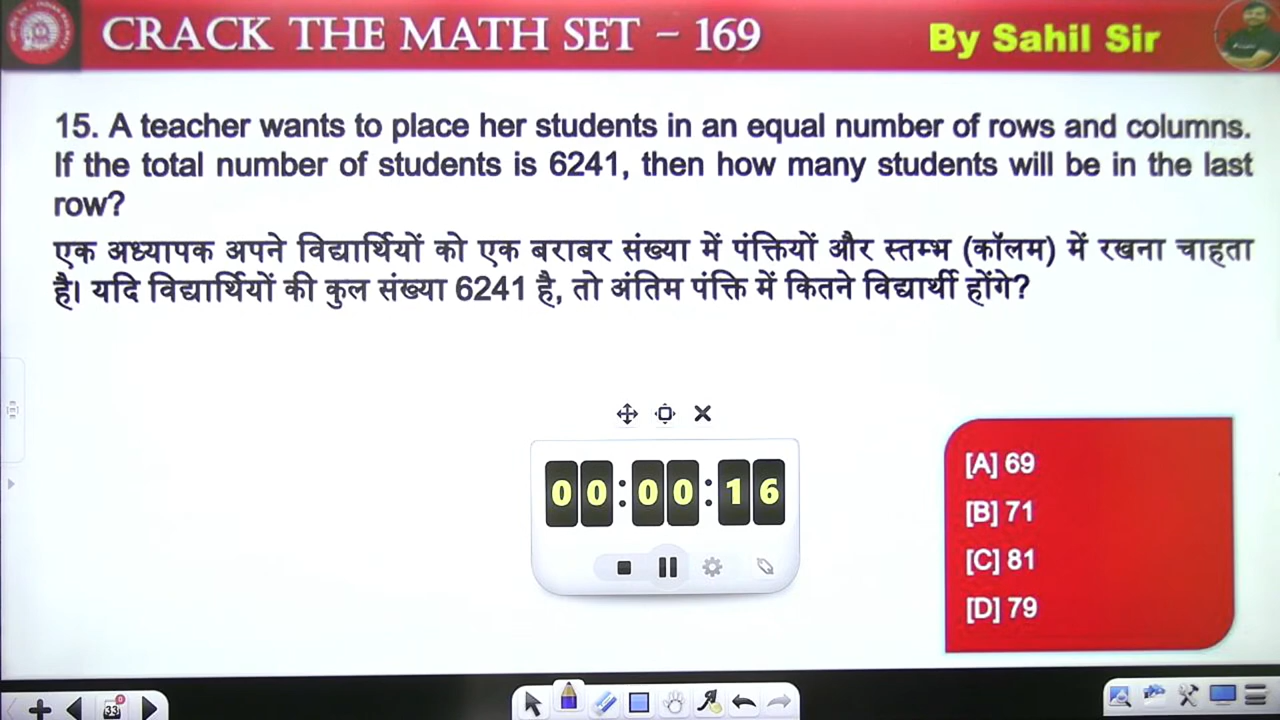 CRACK THE MATH SET – 169
By Sahil Sir
15. A teacher wants to place her students in an equal number of rows and columns.
If the total number of students is 6241, then how many students will be in the last
row?
एक अध्यापक अपने विद्यार्थियों को एक बराबर संख्या में पंक्तियों और स्तम्भ (कॉलम) में रखना चाहता
है। यदि विद्यार्थियों की कुल संख्या 6241 है, तो अंतिम पंक्ति में कितने विद्यार्थी होंगे?
00:00:16
[A] 69
[B] 71
[C] 81
[D] 79
33